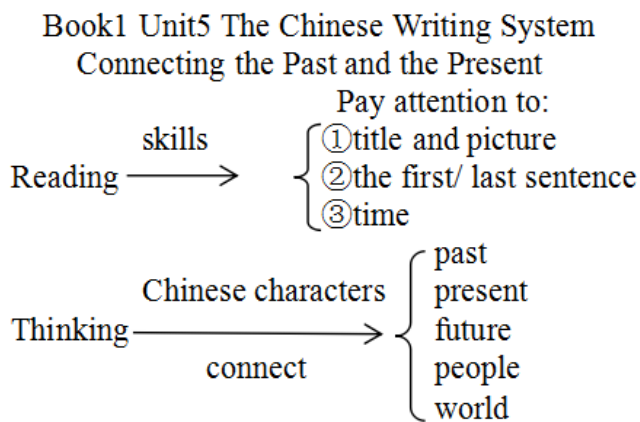 Book1 Unit5 The Chinese Writing System
Connecting the Past and the Present
Pay attention to:
skills
①title and picture
Reading
②the first/ last sentence
③time
past
Chinese characters
present
Thinking
future
connect
people
world